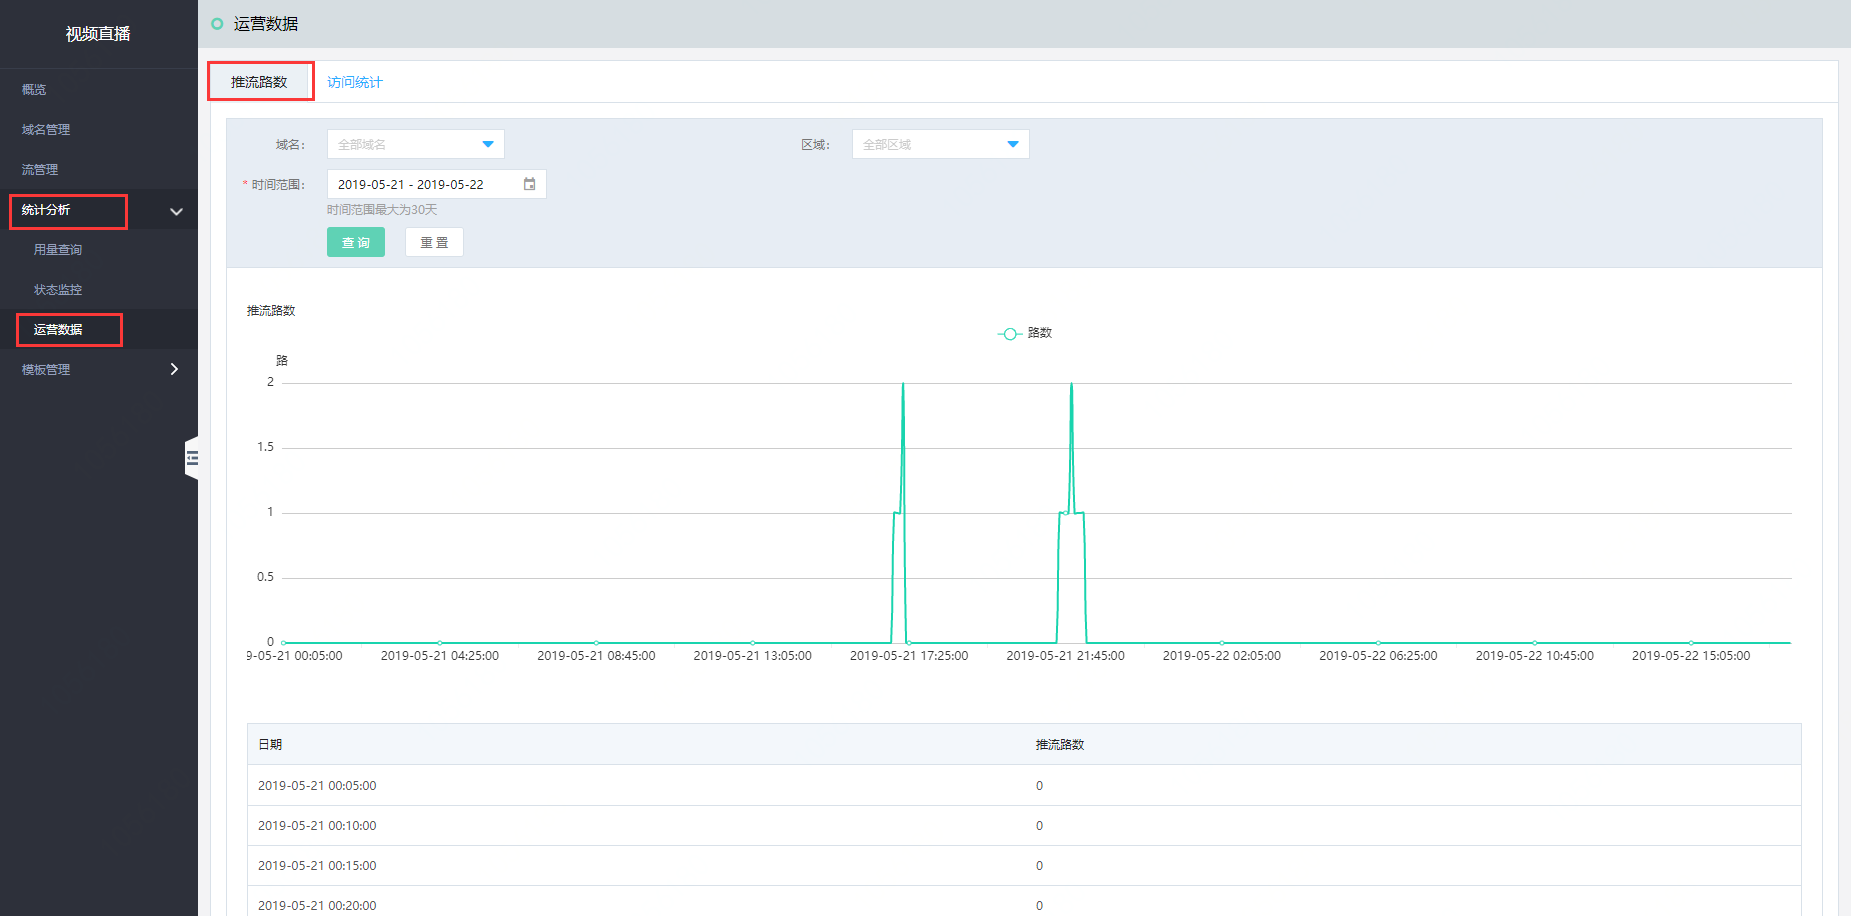 视频直播
概览
域名管理
流管理
统计分析
用量查询
状态监控
运营数据
模板管理
运营数据
推流路数 访问统计
域名： 全部域名 区域： 全部区域
* 时间范围： 2019-05-21 - 2019-05-22
时间范围最大为30天
查 询 重 置
推流路数
路数
路
2
1.5
1
0.5
0
9-05-21 00:05:00 2019-05-21 04:25:00 2019-05-21 08:45:00 2019-05-21 13:05:00 2019-05-21 17:25:00 2019-05-21 21:45:00 2019-05-22 02:05:00 2019-05-22 06:25:00 2019-05-22 10:45:00 2019-05-22 15:05:00
日期 推流路数
2019-05-21 00:05:00 0
2019-05-21 00:10:00 0
2019-05-21 00:15:00 0
2019-05-21 00:20:00 0